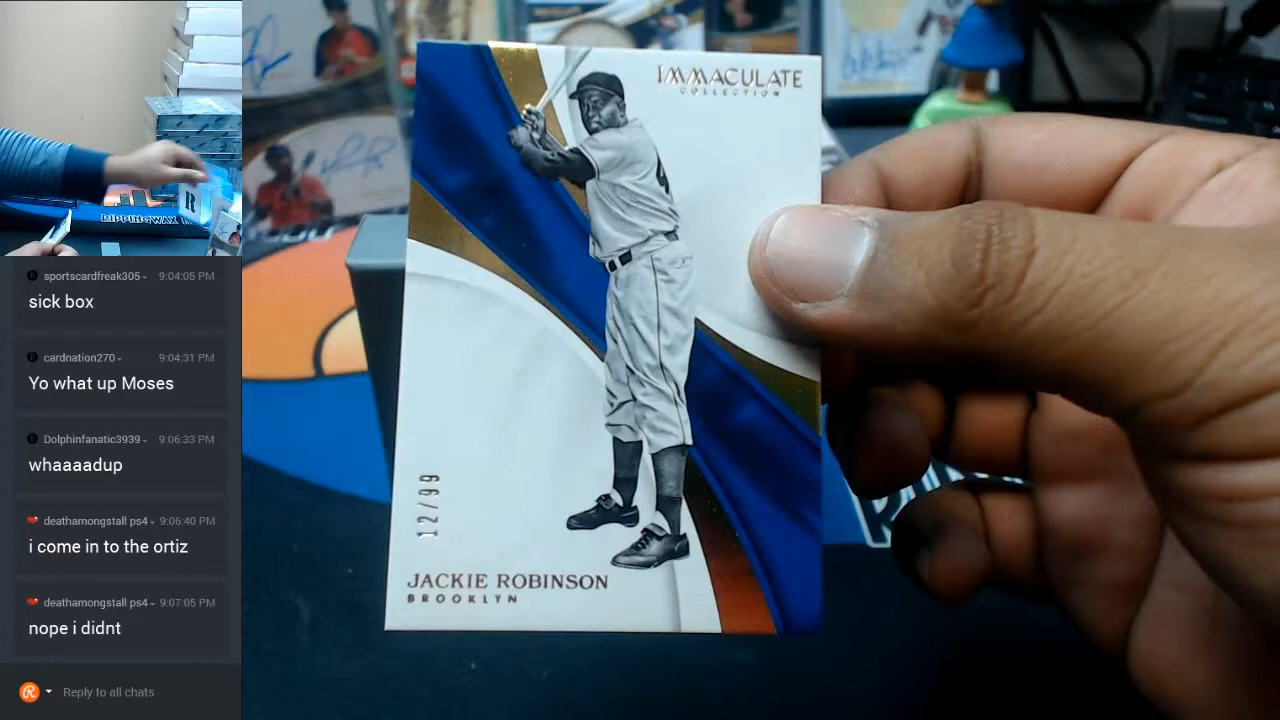 RIPPINGWAX
R
sportscardfreak305
9:04:05 PM
sick box
cardnation270
9:04:31 PM
Yo what up Moses
Dolphinfanatic3939
9:06:33 PM
whaaaadup
deathamongstall ps4
9:06:40 PM
i come in to the ortiz
deathamongstall ps4
9:07:05 PM
nope i didnt
Reply to all chats
IMMACULATE
COLLECTION
4
12/99
JACKIE ROBINSON
BROOKLYN